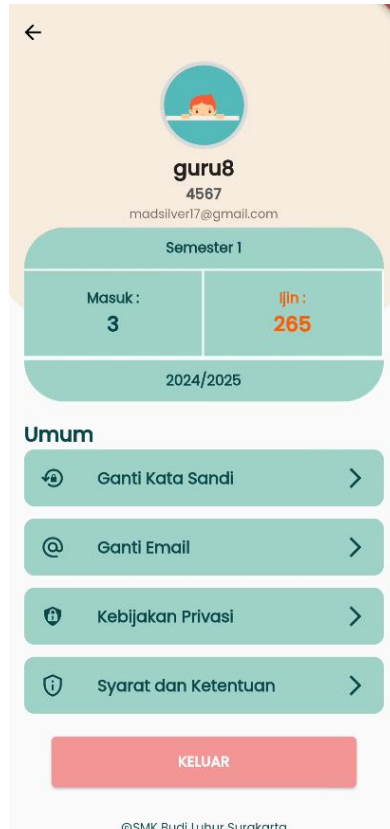 guru8
4567
madsilver17@gmail.com
Semester 1
Masuk :
3
Ijin :
265
2024/2025
Umum
Ganti Kata Sandi
Ganti Email
Kebijakan Privasi
Syarat dan Ketentuan
KELUAR
©SMK Budi Luhur Surakarta